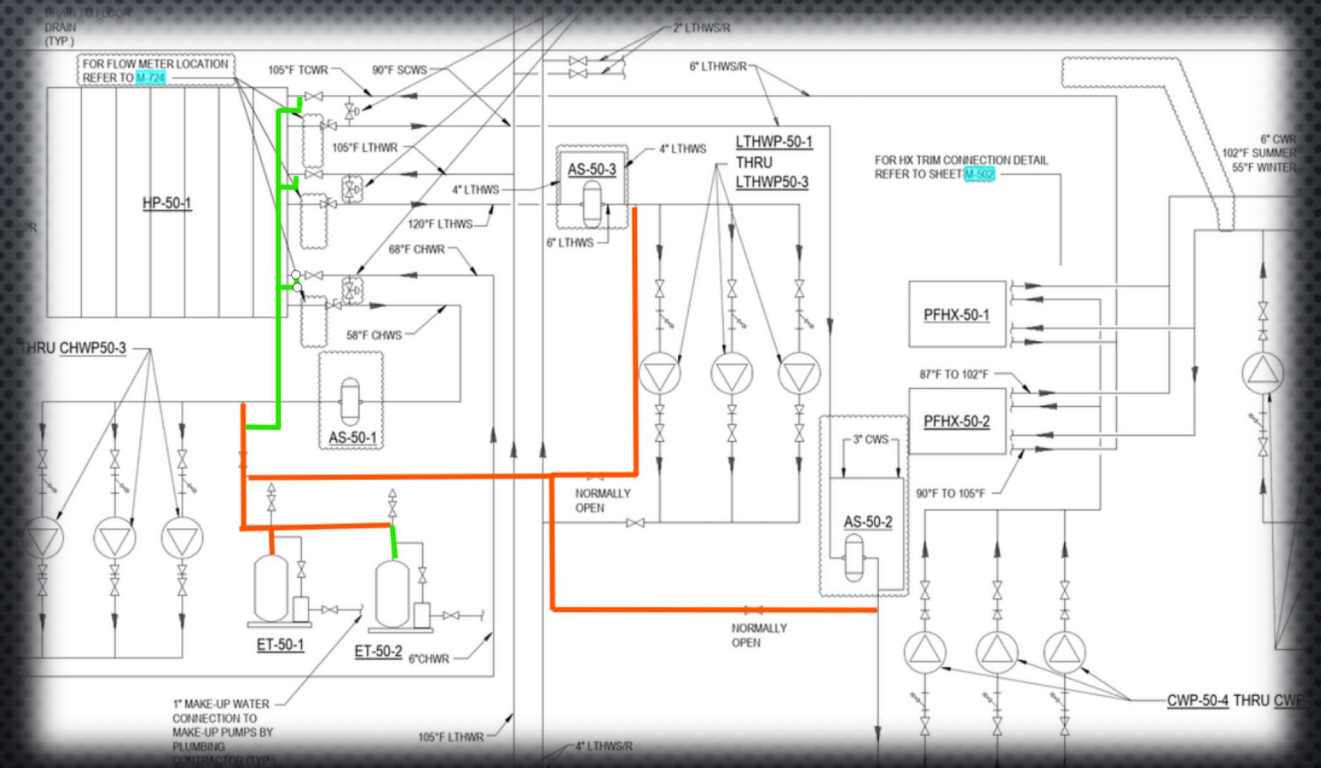 DRAIN TO FLOOR
DRAIN
(TYP.)
2" LTHWS/R
FOR FLOW METER LOCATION
REFER TO M-724
105°F TCWR
90°F SCWS
6" LTHWS/R
105°F LTHWR
LTHWP-50-1
THRU
LTHWP50-3
4" LTHWS
AS-50-3
4" LTHWS
6" CWR
102°F SUMMER
55°F WINTER
FOR HX TRIM CONNECTION DETAIL
REFER TO SHEET M-502
HP-50-1
120°F LTHWS
6" LTHWS
68°F CHWR
58°F CHWS
PFHX-50-1
THRU CHWP50-3
87°F TO 102°F
PFHX-50-2
AS-50-1
3" CWS
90°F TO 105°F
NORMALLY
OPEN
AS-50-2
ET-50-1
ET-50-2
6"CHWR
NORMALLY
OPEN
1" MAKE-UP WATER
CONNECTION TO
MAKE-UP PUMPS BY
PLUMBING
CONTRACTOR (TYP.)
105°F LTHWR
4" LTHWS/R
CWP-50-4 THRU CWP-